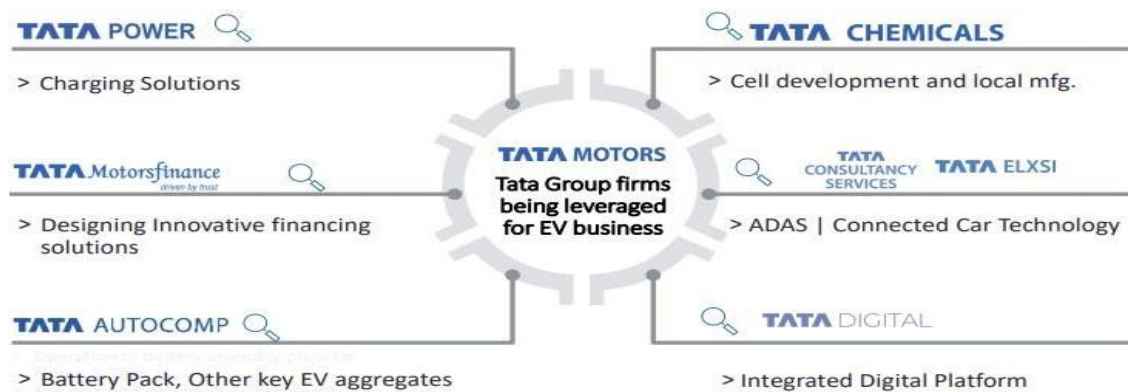 TATA POWER
> Charging Solutions
TATA Motorsfinance
driven by trust
> Designing Innovative financing
solutions
TATA AUTOCOMP
> Battery Pack, Other key EV aggregates
TATA MOTORS
Tata Group firms
being leveraged
for EV business
TATA CHEMICALS
> Cell development and local mfg.
TATA
CONSULTANCY
SERVICES
TATA ELXSI
> ADAS | Connected Car Technology
TATA DIGITAL
> Integrated Digital Platform